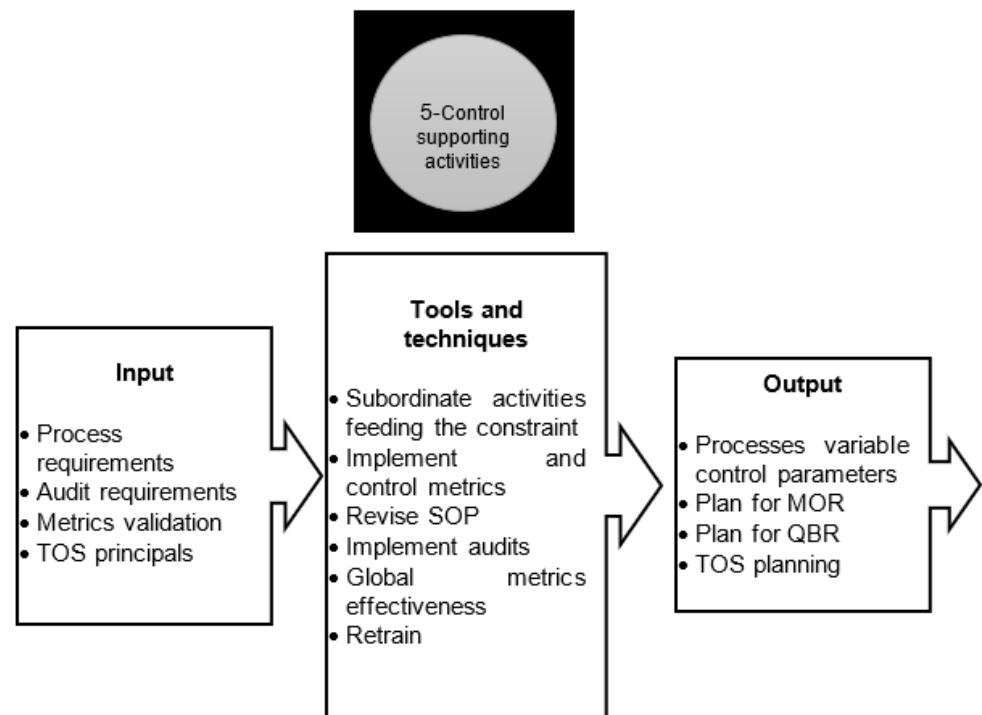 5-Control
supporting
activities
Input
• Process
requirements
• Audit requirements
• Metrics validation
• TOS principals
Tools and
techniques
• Subordinate activities
feeding the constraint
• Implement and
control metrics
• Revise SOP
• Implement audits
• Global metrics
effectiveness
• Retrain
Output
• Processes variable
control parameters
• Plan for MOR
• Plan for QBR
• TOS planning